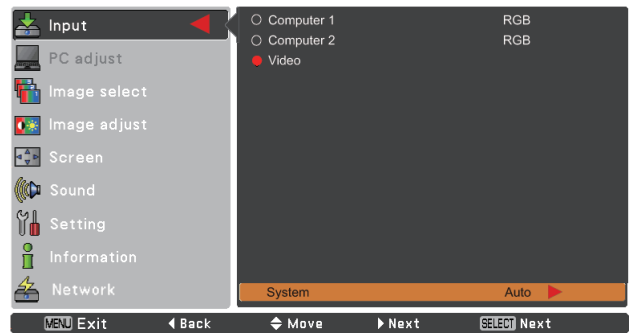 Input
PC adjust
Image select
Image adjust
Screen
Sound
Setting
Information
Network
Computer 1 RGB
Computer 2 RGB
Video
System Auto
MENU Exit Back Move Next SELECT Next